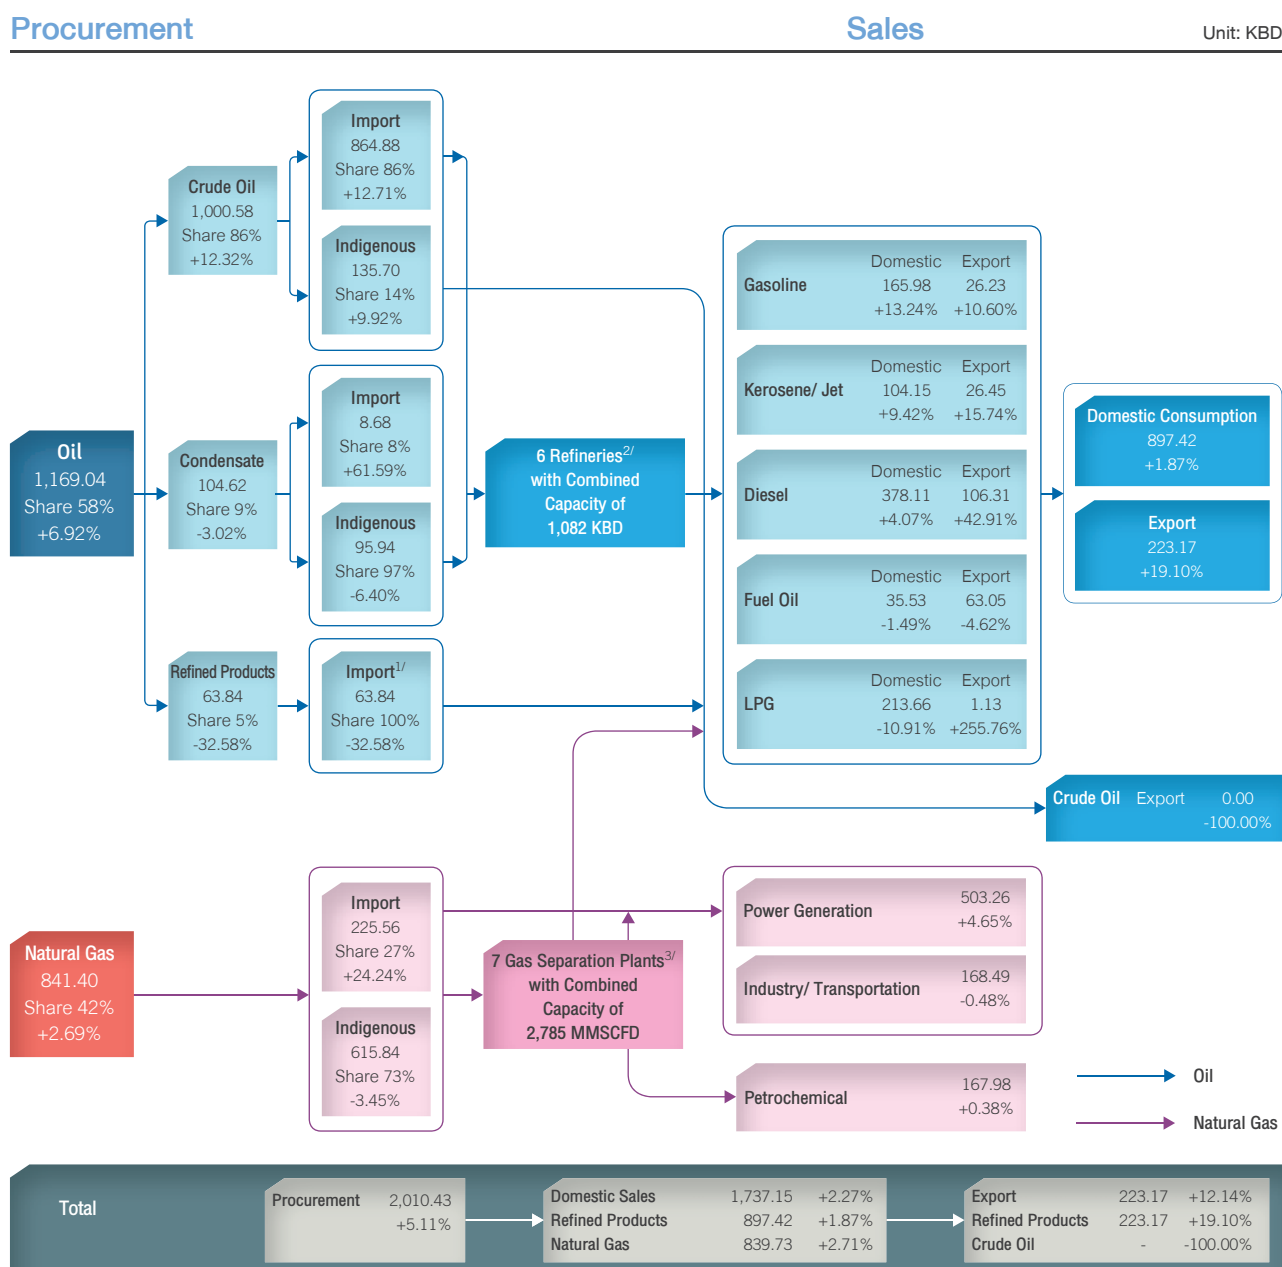 Procurement
Sales
Unit: KBD
Oil
1,169.04
Share 58%
+6.92%
Crude Oil
1,000.58
Share 86%
+12.32%
Import
864.88
Share 86%
+12.71%
Indigenous
135.70
Share 14%
+9.92%
Condensate
104.62
Share 9%
-3.02%
Import
8.68
Share 8%
+61.59%
Indigenous
95.94
Share 97%
-6.40%
Refined Products
63.84
Share 5%
-32.58%
Import1/
63.84
Share 100%
-32.58%
6 Refineries2/
with Combined
Capacity of
1,082 KBD
Domestic Export
Gasoline 165.98 26.23
+13.24% +10.60%
Domestic Export
Kerosene/ Jet 104.15 26.45
+9.42% +15.74%
Domestic Export
Diesel 378.11 106.31
+4.07% +42.91%
Domestic Export
Fuel Oil 35.53 63.05
-1.49% -4.62%
Domestic Export
LPG 213.66 1.13
-10.91% +255.76%
Domestic Consumption
897.42
+1.87%
Export
223.17
+19.10%
Crude Oil Export 0.00
-100.00%
Natural Gas
841.40
Share 42%
+2.69%
Import
225.56
Share 27%
+24.24%
Indigenous
615.84
Share 73%
-3.45%
7 Gas Separation Plants3/
with Combined
Capacity of
2,785 MMSCFD
Power Generation 503.26
+4.65%
Industry/ Transportation 168.49
-0.48%
Petrochemical 167.98
+0.38%
Oil
Natural Gas
Total
Procurement 2,010.43
+5.11%
Domestic Sales 1,737.15 +2.27%
Refined Products 897.42 +1.87%
Natural Gas 839.73 +2.71%
Export 223.17 +12.14%
Refined Products 223.17 +19.10%
Crude Oil - -100.00%